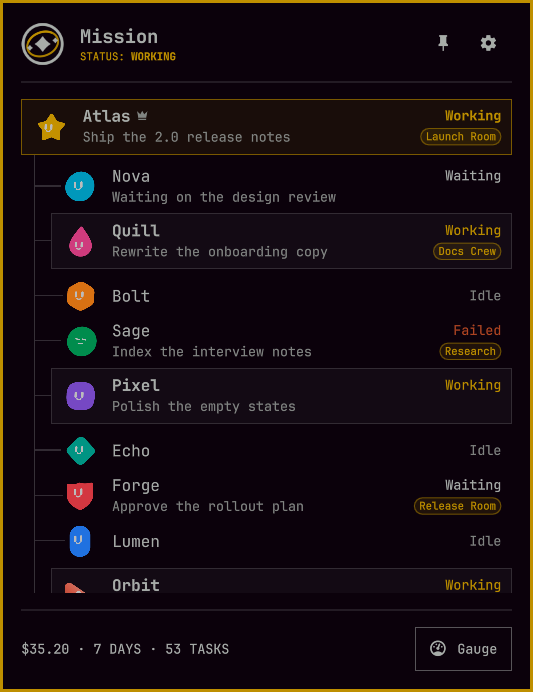 Mission
STATUS: WORKING
Atlas Working
Ship the 2.0 release notes Launch Room
Nova Waiting
Waiting on the design review
Quill Working
Rewrite the onboarding copy Docs Crew
Bolt Idle
Sage Failed
Index the interview notes Research
Pixel Working
Polish the empty states
Echo Idle
Forge Waiting
Approve the rollout plan Release Room
Lumen Idle
Orbit Working
$35.20 · 7 DAYS · 53 TASKS Gauge